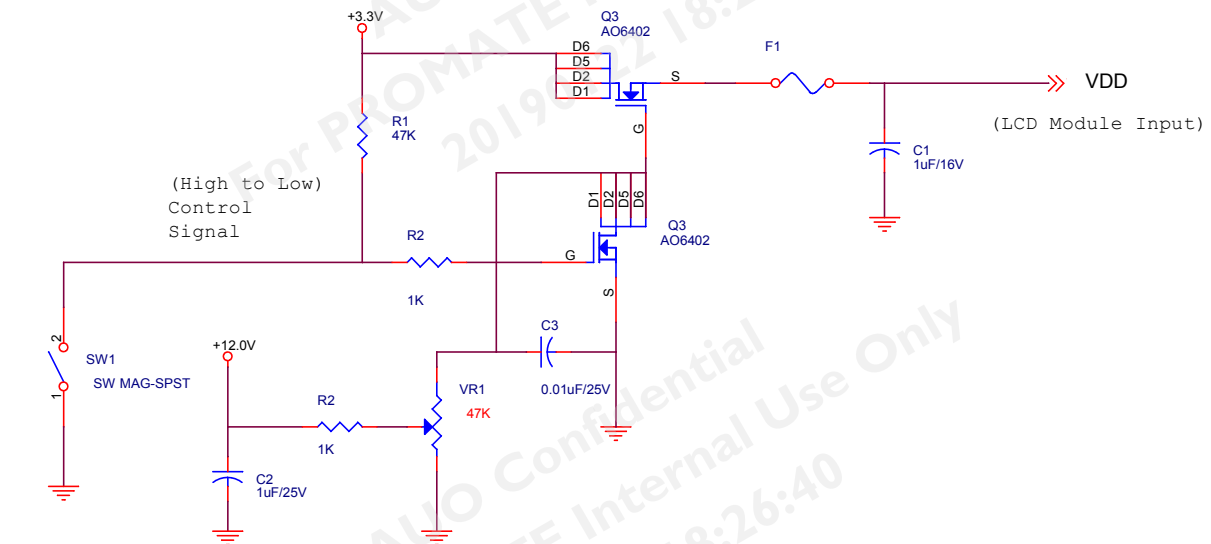 +3.3V
Q3
AO6402
D6
D5
D2
D1
S
G
F1
VDD
(LCD Module Input)
C1
1uF/16V
R1
47K
(High to Low)
Control
Signal
D1
D2
D5
D6
Q3
AO6402
R2
1K
G
S
2
1
SW1
SW MAG-SPST
+12.0V
C3
0.01uF/25V
VR1
47K
R2
1K
C2
1uF/25V
For PROMATE
AUO Confidential
Internal Use Only
18:26:40